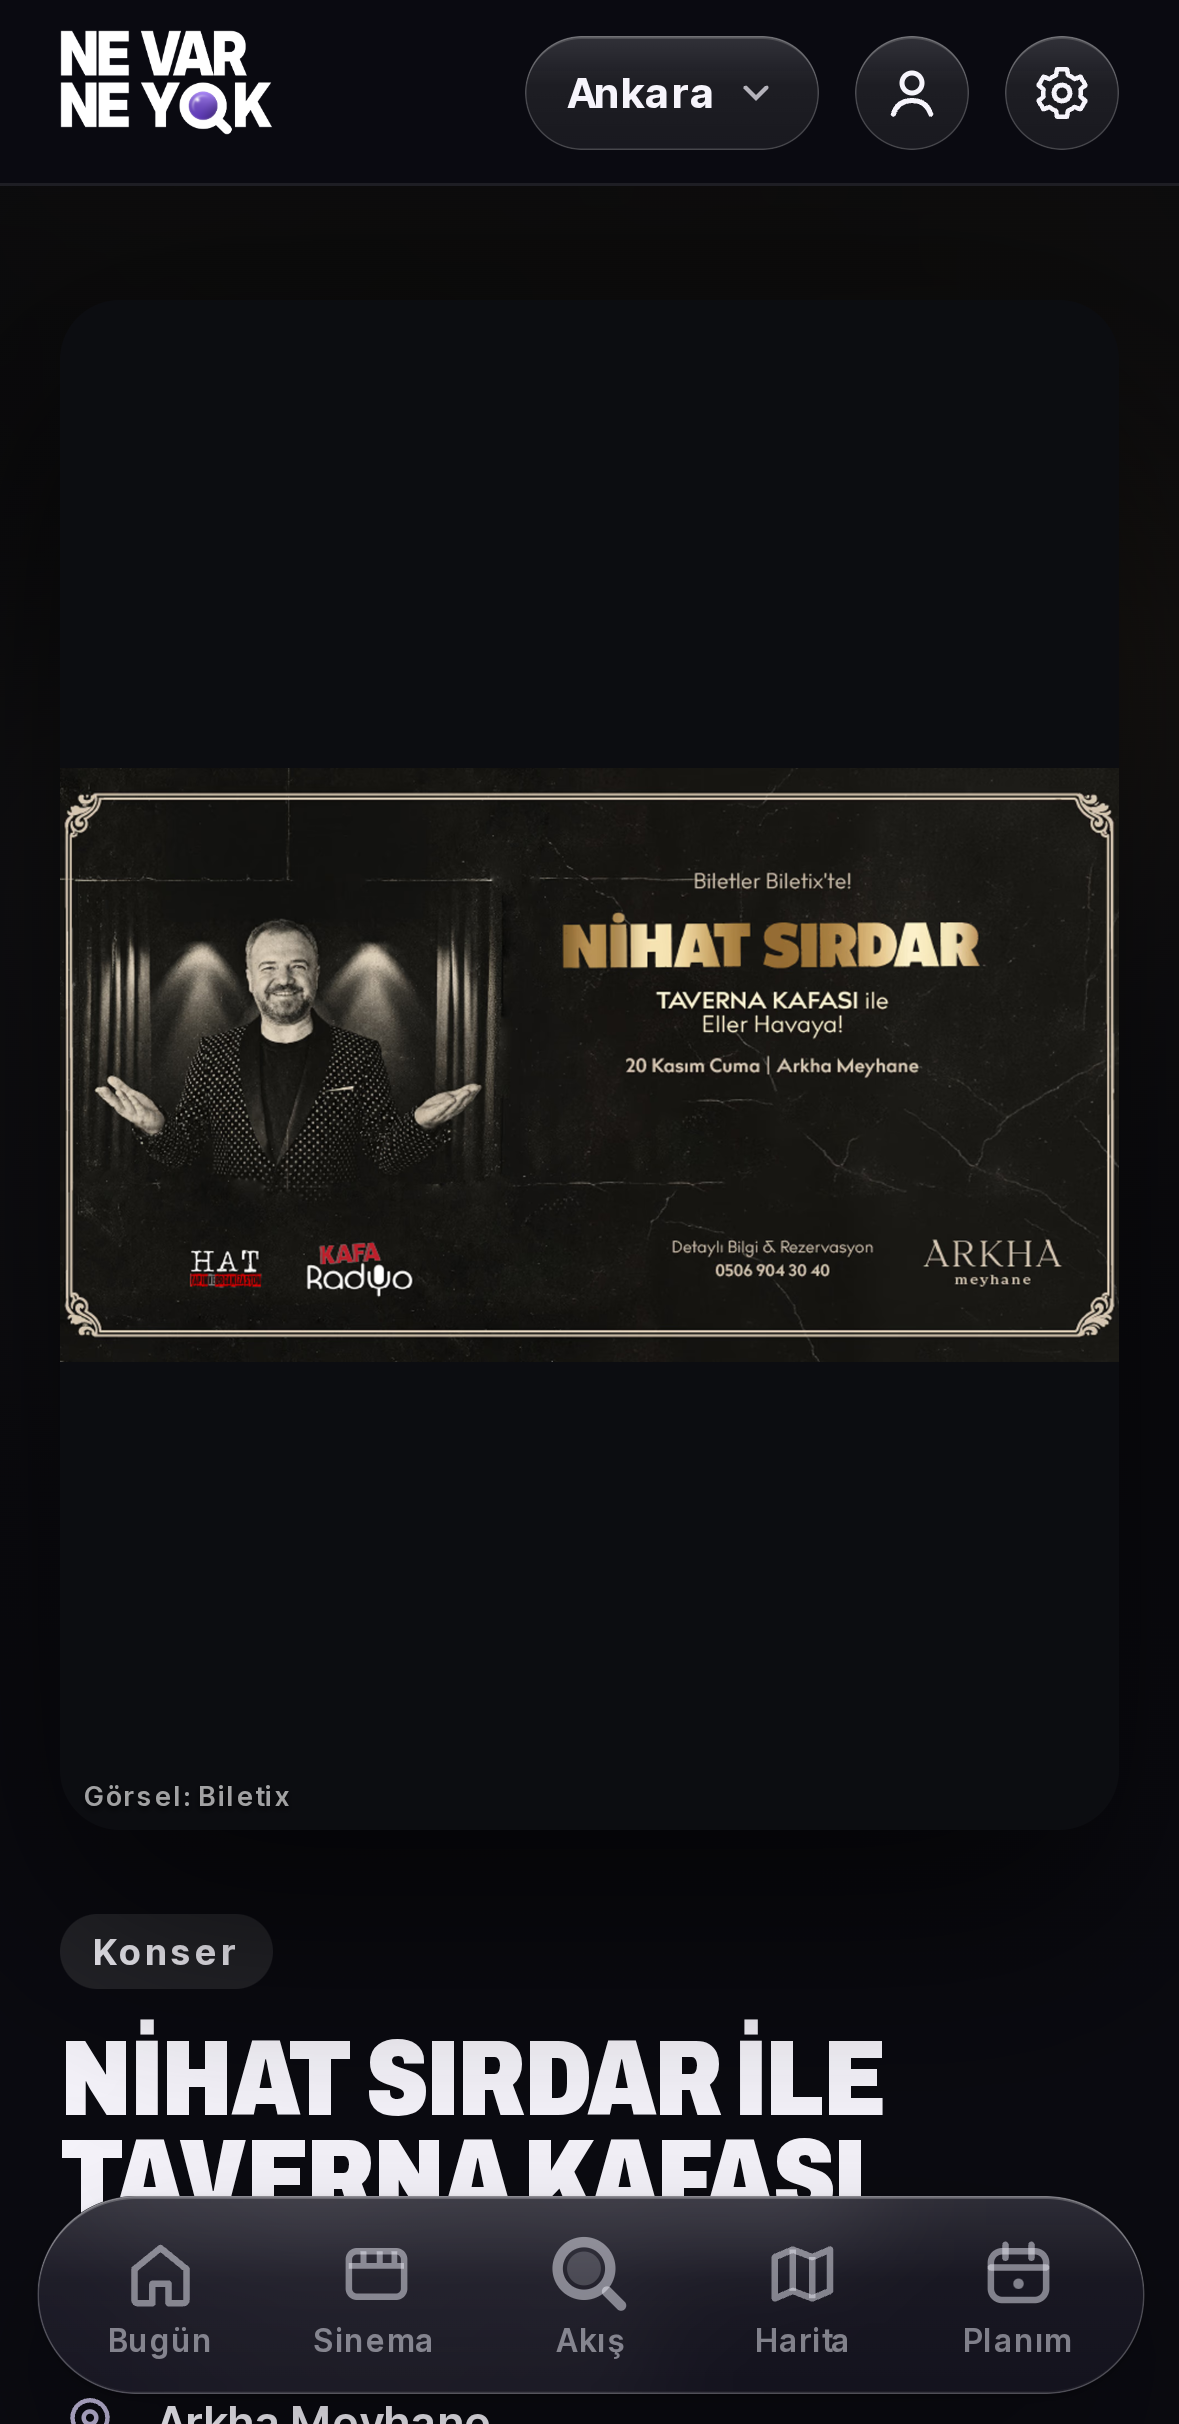 NE VAR
NE YOK
Ankara
Biletler Biletix'te!
NİHAT SIRDAR
TAVERNA KAFASI ile
Eller Havaya!
20 Kasım Cuma | Arkha Meyhane
HAT
KAFA
Radyo
Detaylı Bilgi & Rezervasyon
0506 904 30 40
ARKHA
meyhane
Görsel: Biletix
Konser
NİHAT SIRDAR İLE
TAVERNA KAFASI
Bugün
Sinema
Akış
Harita
Planım
Arkha Meyhane